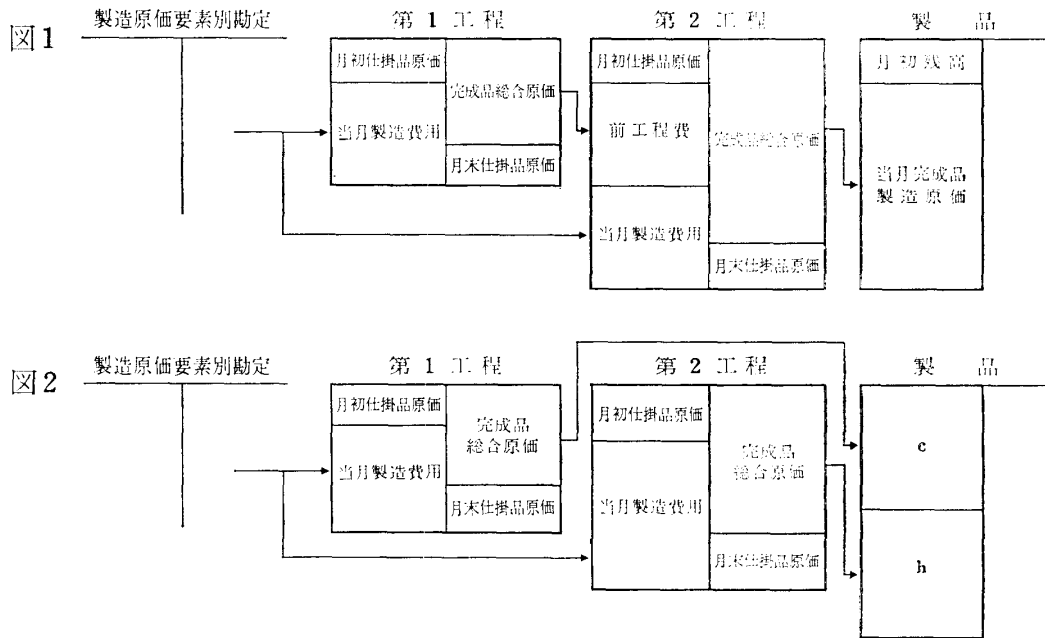 図1
製造原価要素別勘定
第1工程
月初仕掛品原価
当月製造費用
完成品総合原価
月末仕掛品原価
第2工程
月初仕掛品原価
前工程費
当月製造費用
完成品総合原価
月末仕掛品原価
製品
月初残高
当月完成品
製造原価
図2
製造原価要素別勘定
第1工程
月初仕掛品原価
当月製造費用
完成品
総合原価
月末仕掛品原価
第2工程
月初仕掛品原価
当月製造費用
完成品
総合原価
月末仕掛品原価
製品
c
h